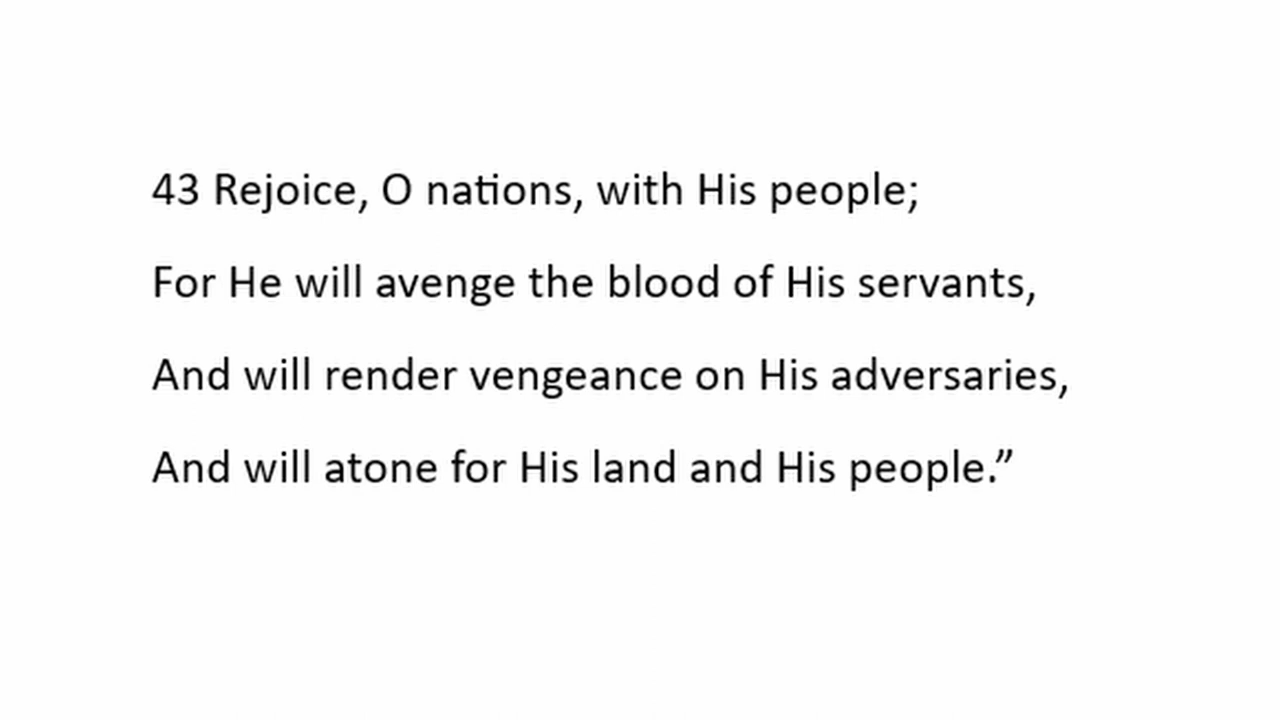 43 Rejoice, O nations, with His people;
For He will avenge the blood of His servants,
And will render vengeance on His adversaries,
And will atone for His land and His people.”